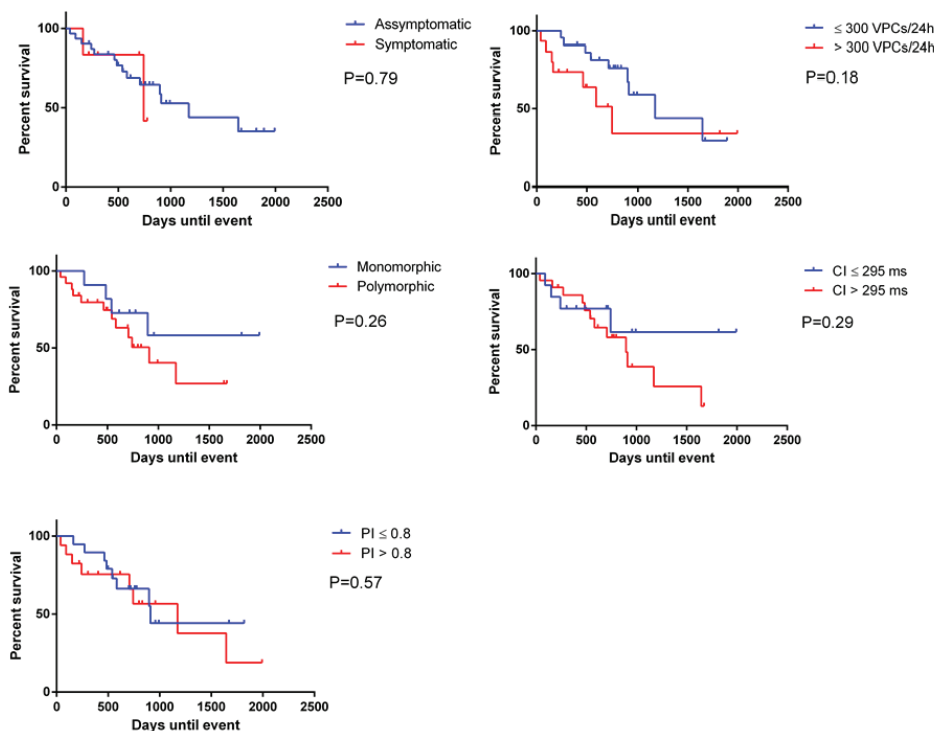 Assymptomatic
Symptomatic
P=0.79
Percent survival
100
50
0
0 500 1000 1500 2000 2500
Days until event
≤ 300 VPCs/24h
> 300 VPCs/24h
P=0.18
Percent survival
100
50
0
0 500 1000 1500 2000 2500
Days until event
Monomorphic
Polymorphic
P=0.26
Percent survival
100
50
0
0 500 1000 1500 2000 2500
Days until event
CI ≤ 295 ms
CI > 295 ms
P=0.29
Percent survival
100
50
0
0 500 1000 1500 2000 2500
Days until event
PI ≤ 0.8
PI > 0.8
P=0.57
Percent survival
100
50
0
0 500 1000 1500 2000 2500
Days until event